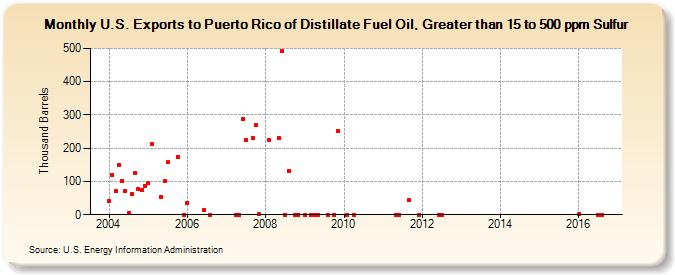 Monthly U.S. Exports to Puerto Rico of Distillate Fuel Oil, Greater than 15 to 500 ppm Sulfur
Thousand Barrels
500
400
300
200
100
0
2004 2006 2008 2010 2012 2014 2016
Source: U.S. Energy Information Administration